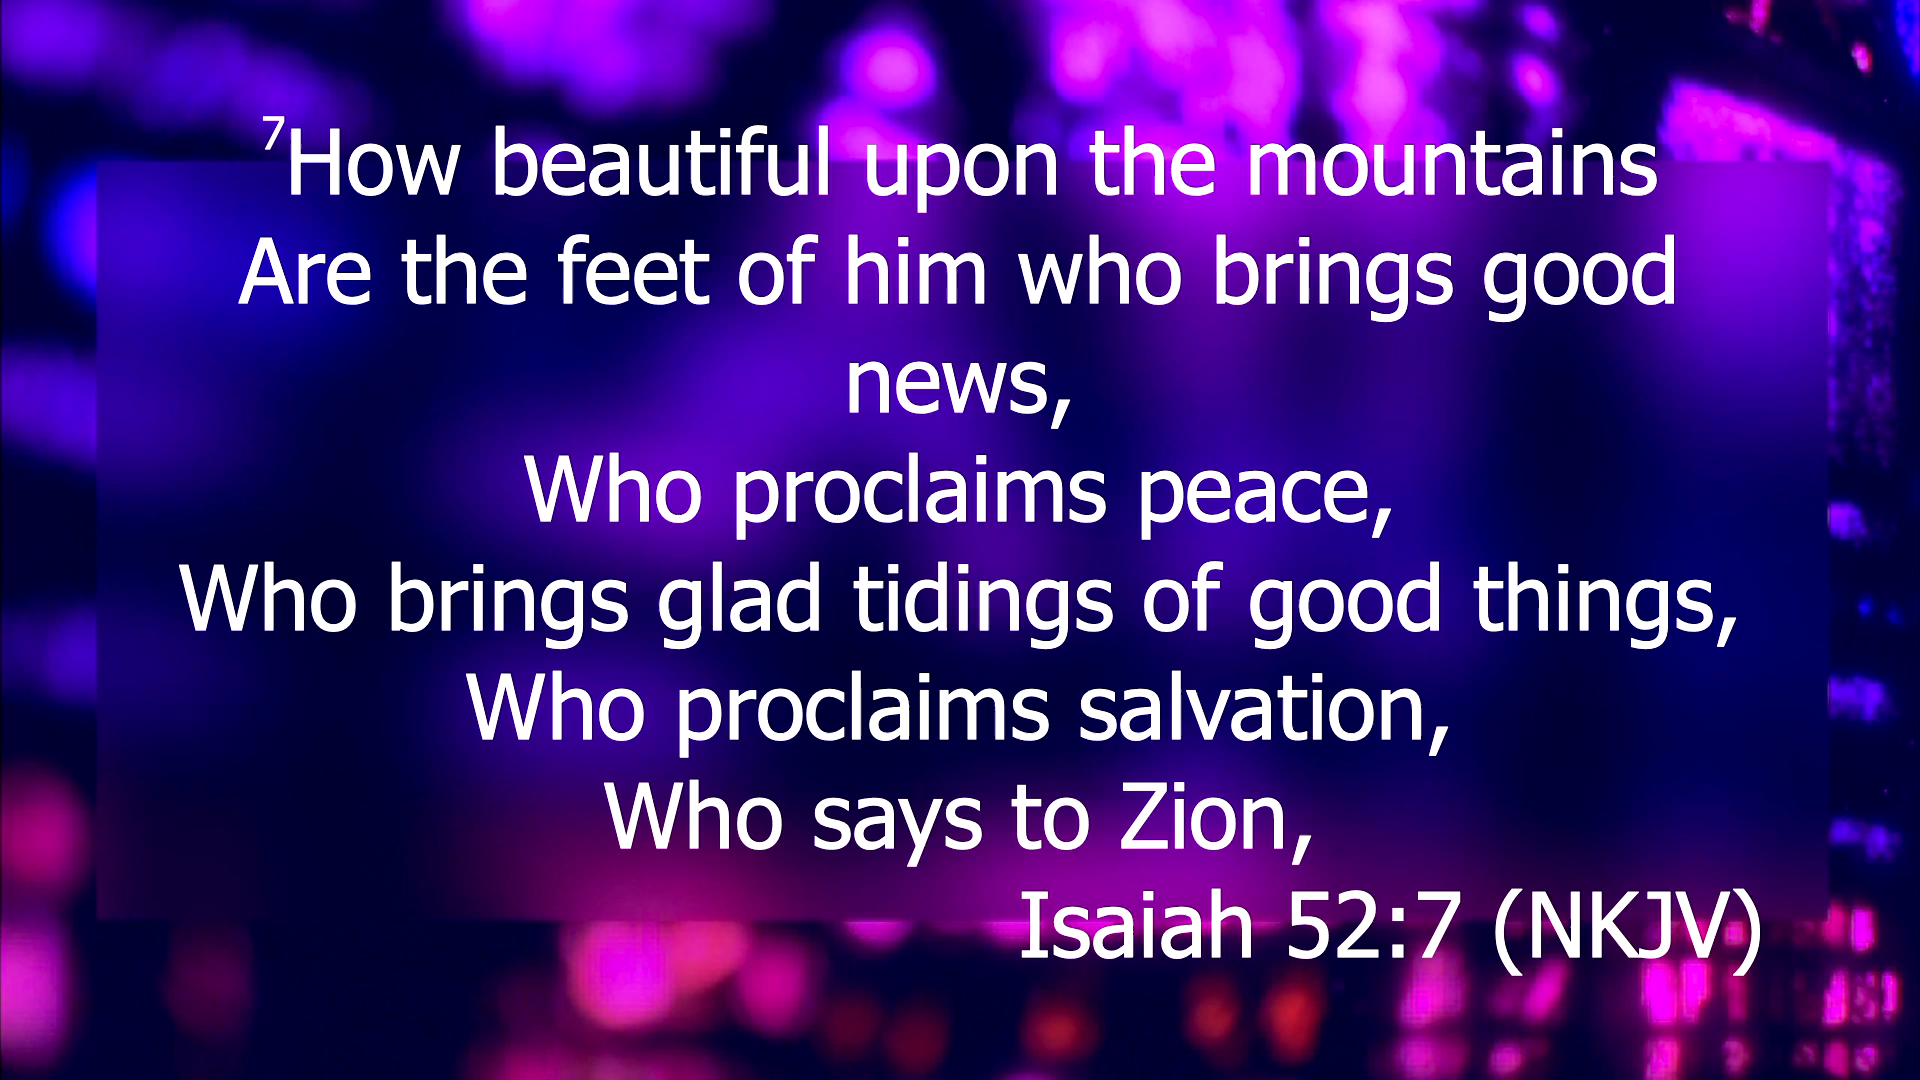 7How beautiful upon the mountains
Are the feet of him who brings good
news,
Who proclaims peace,
Who brings glad tidings of good things,
Who proclaims salvation,
Who says to Zion,
Isaiah 52:7 (NKJV)